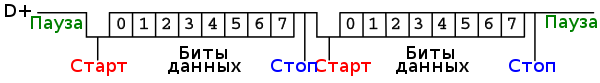 D+
Пауза 0 1 2 3 4 5 6 7 0 1 2 3 4 5 6 7 Пауза
Биты Биты
Старт данных Стоп Старт данных Стоп